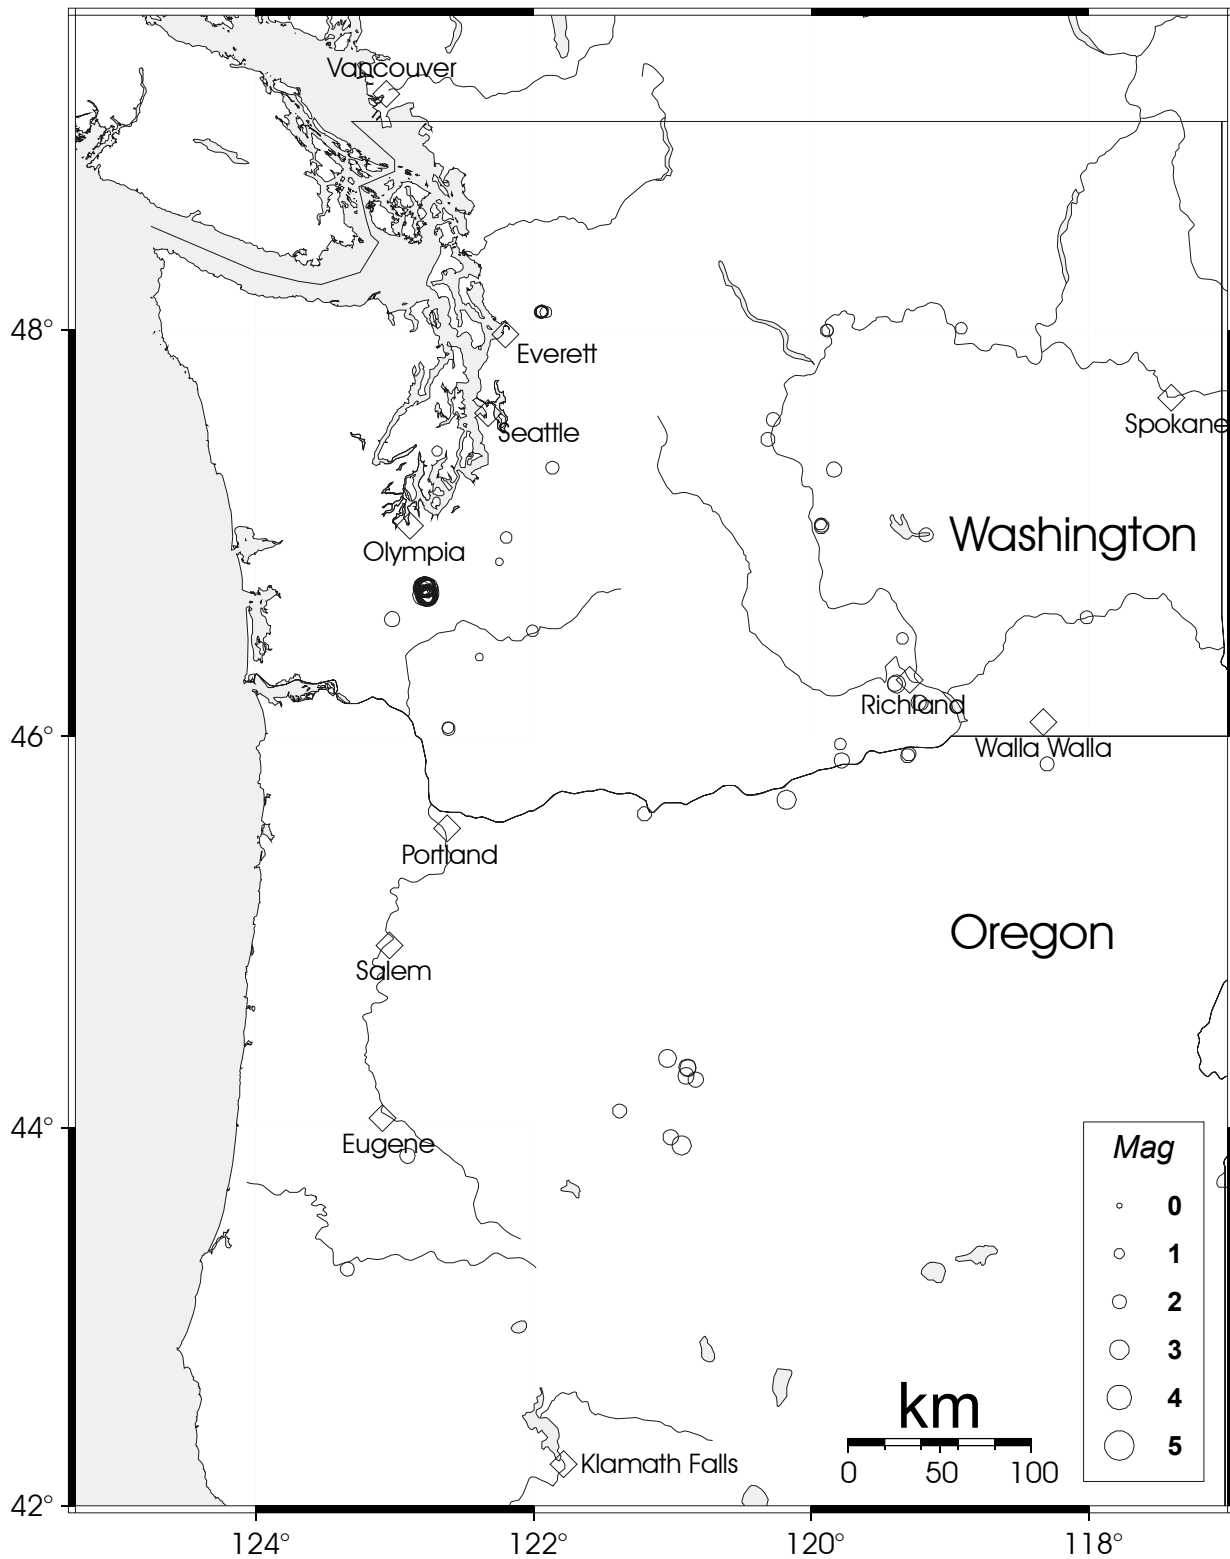 Vancouver
48°
Everett
Spokane
Seattle
Washington
Olympia
Richland
46°
Walla Walla
Portland
Oregon
Salem
44°
Eugene
Mag
0
1
2
3
4
5
km
0 50 100
Klamath Falls
42°
124° 122° 120° 118°